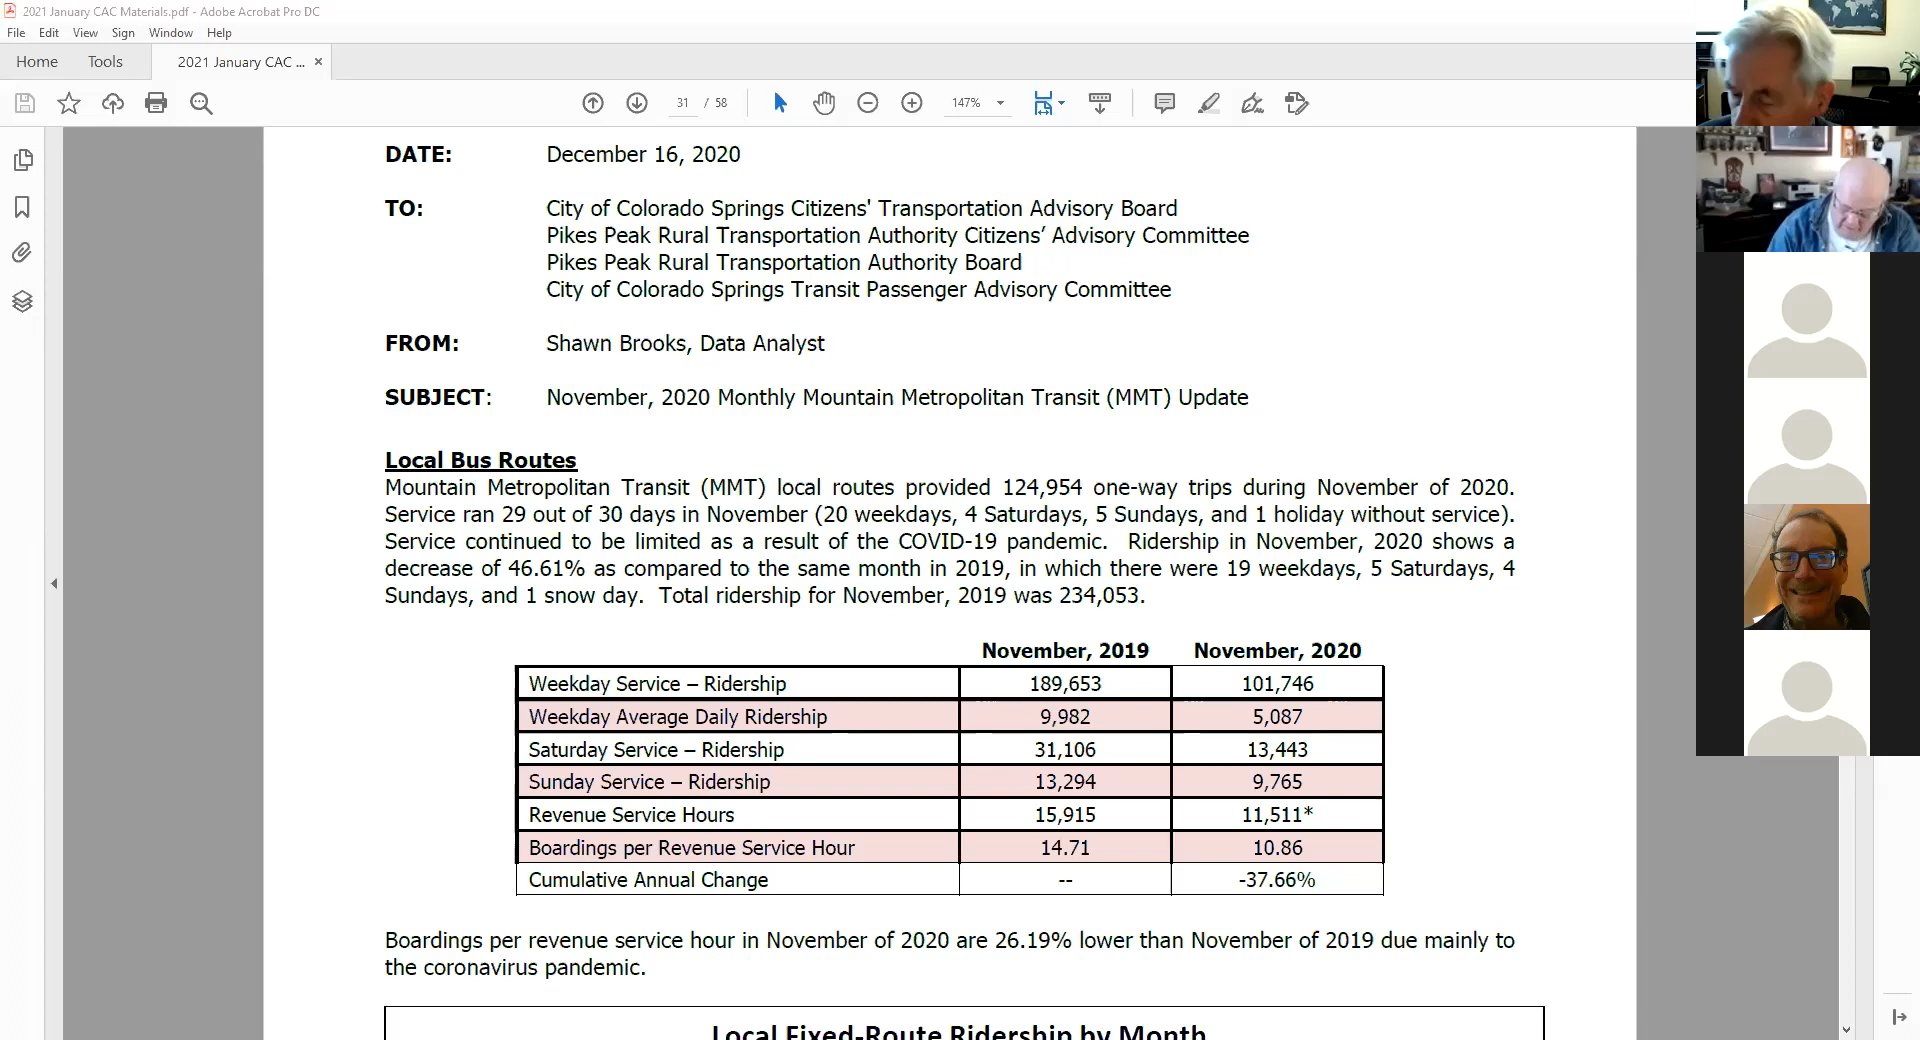 2021 January CAC Materials.pdf - Adobe Acrobat Pro DC
File Edit View Sign Window Help
Home Tools 2021 January CAC ... ×
31 / 58 147%
DATE: December 16, 2020
TO: City of Colorado Springs Citizens' Transportation Advisory Board
Pikes Peak Rural Transportation Authority Citizens’ Advisory Committee
Pikes Peak Rural Transportation Authority Board
City of Colorado Springs Transit Passenger Advisory Committee
FROM: Shawn Brooks, Data Analyst
SUBJECT: November, 2020 Monthly Mountain Metropolitan Transit (MMT) Update
Local Bus Routes
Mountain Metropolitan Transit (MMT) local routes provided 124,954 one-way trips during November of 2020.
Service ran 29 out of 30 days in November (20 weekdays, 4 Saturdays, 5 Sundays, and 1 holiday without service).
Service continued to be limited as a result of the COVID-19 pandemic. Ridership in November, 2020 shows a
decrease of 46.61% as compared to the same month in 2019, in which there were 19 weekdays, 5 Saturdays, 4
Sundays, and 1 snow day. Total ridership for November, 2019 was 234,053.
November, 2019 November, 2020
Weekday Service – Ridership 189,653 101,746
Weekday Average Daily Ridership 9,982 5,087
Saturday Service – Ridership 31,106 13,443
Sunday Service – Ridership 13,294 9,765
Revenue Service Hours 15,915 11,511*
Boardings per Revenue Service Hour 14.71 10.86
Cumulative Annual Change -- -37.66%
Boardings per revenue service hour in November of 2020 are 26.19% lower than November of 2019 due mainly to
the coronavirus pandemic.
Local Fixed-Route Ridership by Month